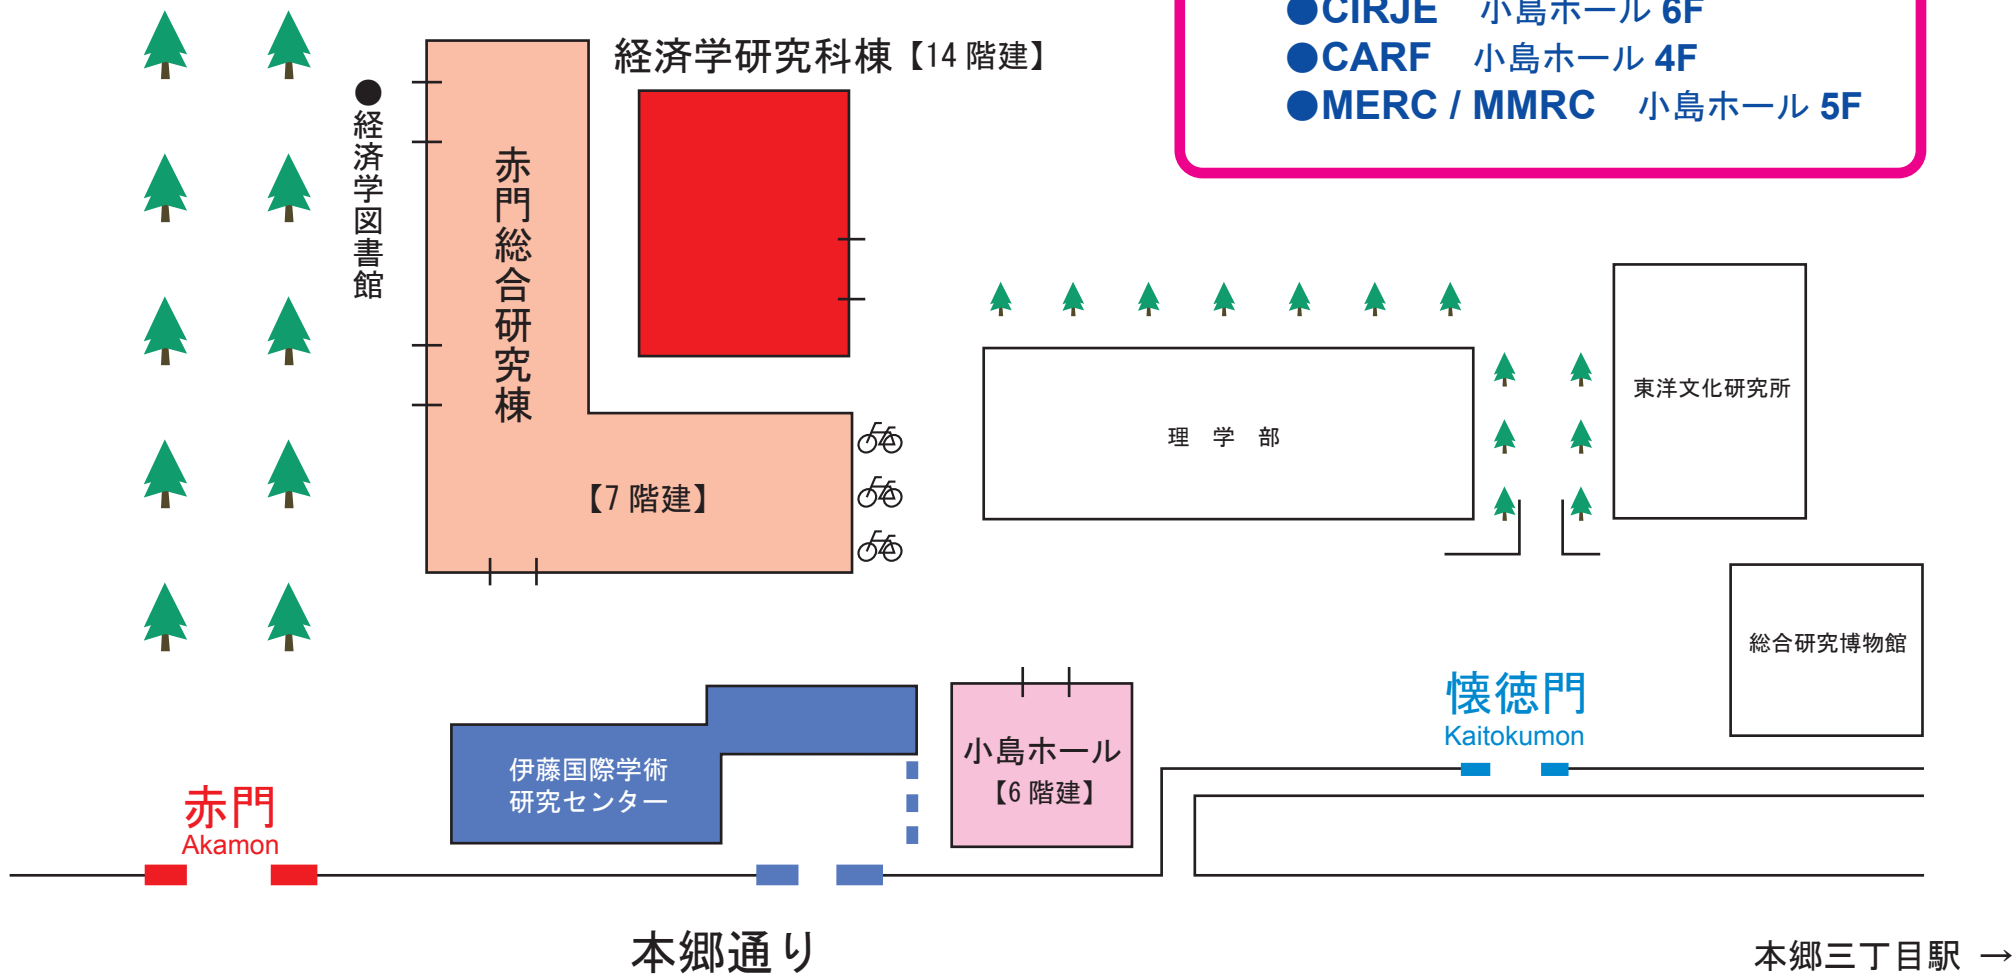 ●CIRJE 小島ホール 6F
●CARF 小島ホール 4F
●MERC / MMRC 小島ホール 5F
経済学研究科棟【14 階建】
●経済学図書館
赤門総合研究棟
【7 階建】
理 学 部
東洋文化研究所
総合研究博物館
懐徳門
Kaitokumon
小島ホール
【6 階建】
伊藤国際学術
研究センター
赤門
Akamon
本郷通り
本郷三丁目駅 →